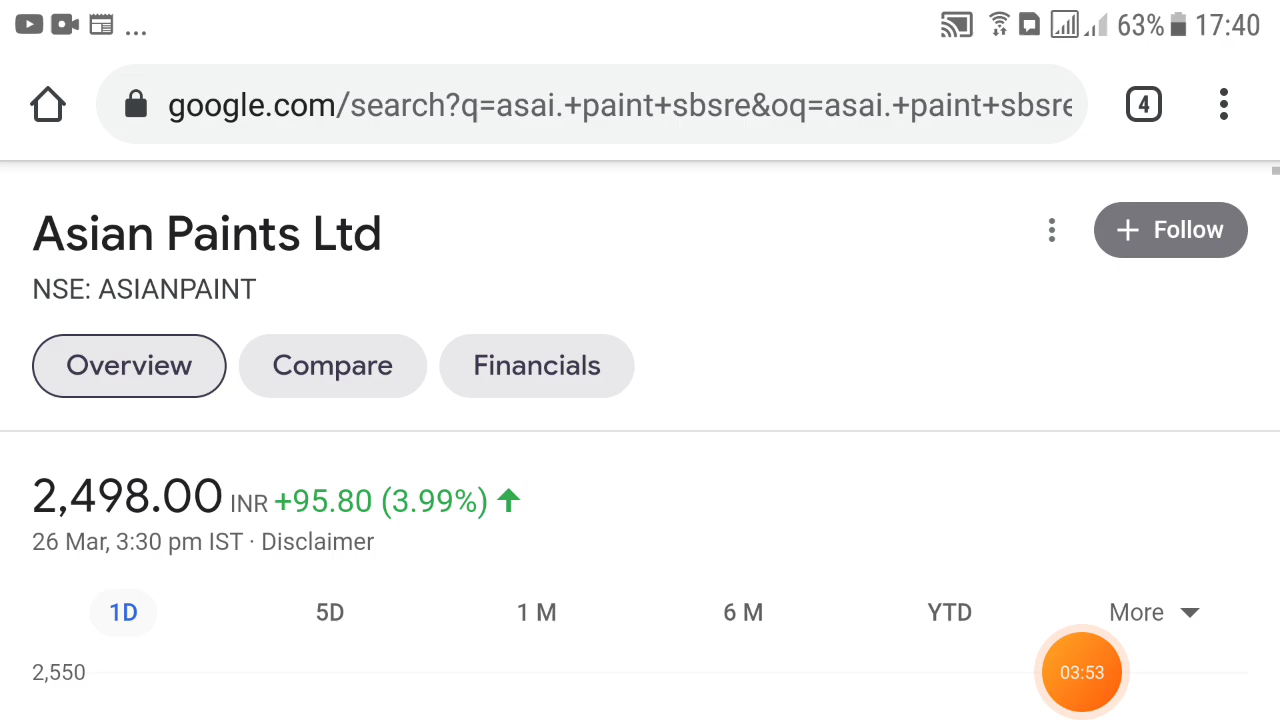 ... 63% 17:40
google.com/search?q=asai.+paint+sbsre&oq=asai.+paint+sbsre 4
Asian Paints Ltd
+ Follow
NSE: ASIANPAINT
Overview Compare Financials
2,498.00 INR +95.80 (3.99%)
26 Mar, 3:30 pm IST · Disclaimer
1D 5D 1 M 6 M YTD More
2,550
03:53